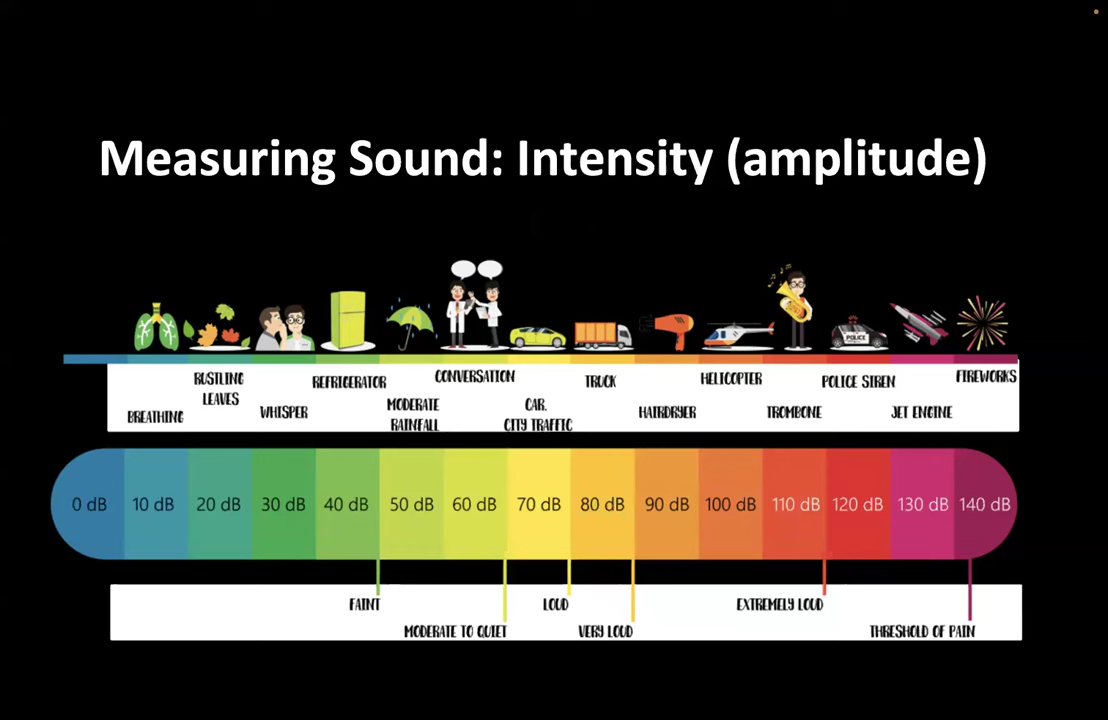 Measuring Sound: Intensity (amplitude)
POLICE
BREATHING
RUSTLING
LEAVES
WHISPER
REFRIGERATOR
MODERATE
RAINFALL
CONVERSATION
CAR,
CITY TRAFFIC
TRUCK
HAIRDRYER
HELICOPTER
TROMBONE
POLICE SIREN
JET ENGINE
FIREWORKS
0 dB 10 dB 20 dB 30 dB 40 dB 50 dB 60 dB 70 dB 80 dB 90 dB 100 dB 110 dB 120 dB 130 dB 140 dB
FAINT
MODERATE TO QUIET
LOUD
VERY LOUD
EXTREMELY LOUD
THRESHOLD OF PAIN